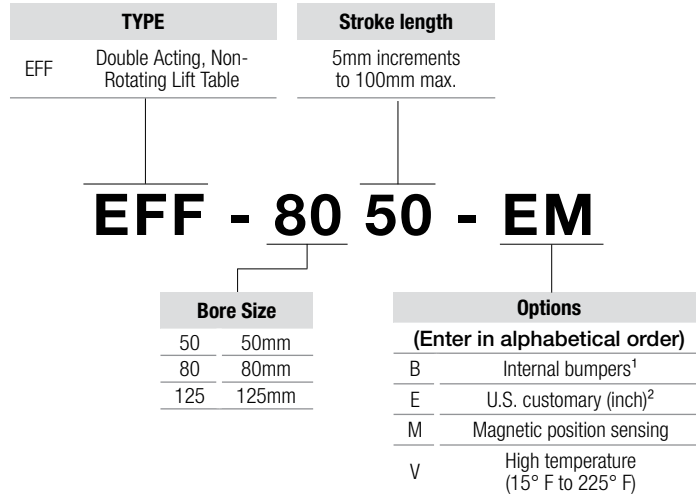 TYPE
EFF Double Acting, Non-
Rotating Lift Table
Stroke length
5mm increments
to 100mm max.
EFF - 80 50 - EM
Bore Size
50 50mm
80 80mm
125 125mm
Options
(Enter in alphabetical order)
B Internal bumpers¹
E U.S. customary (inch)²
M Magnetic position sensing
V High temperature
(15° F to 225° F)